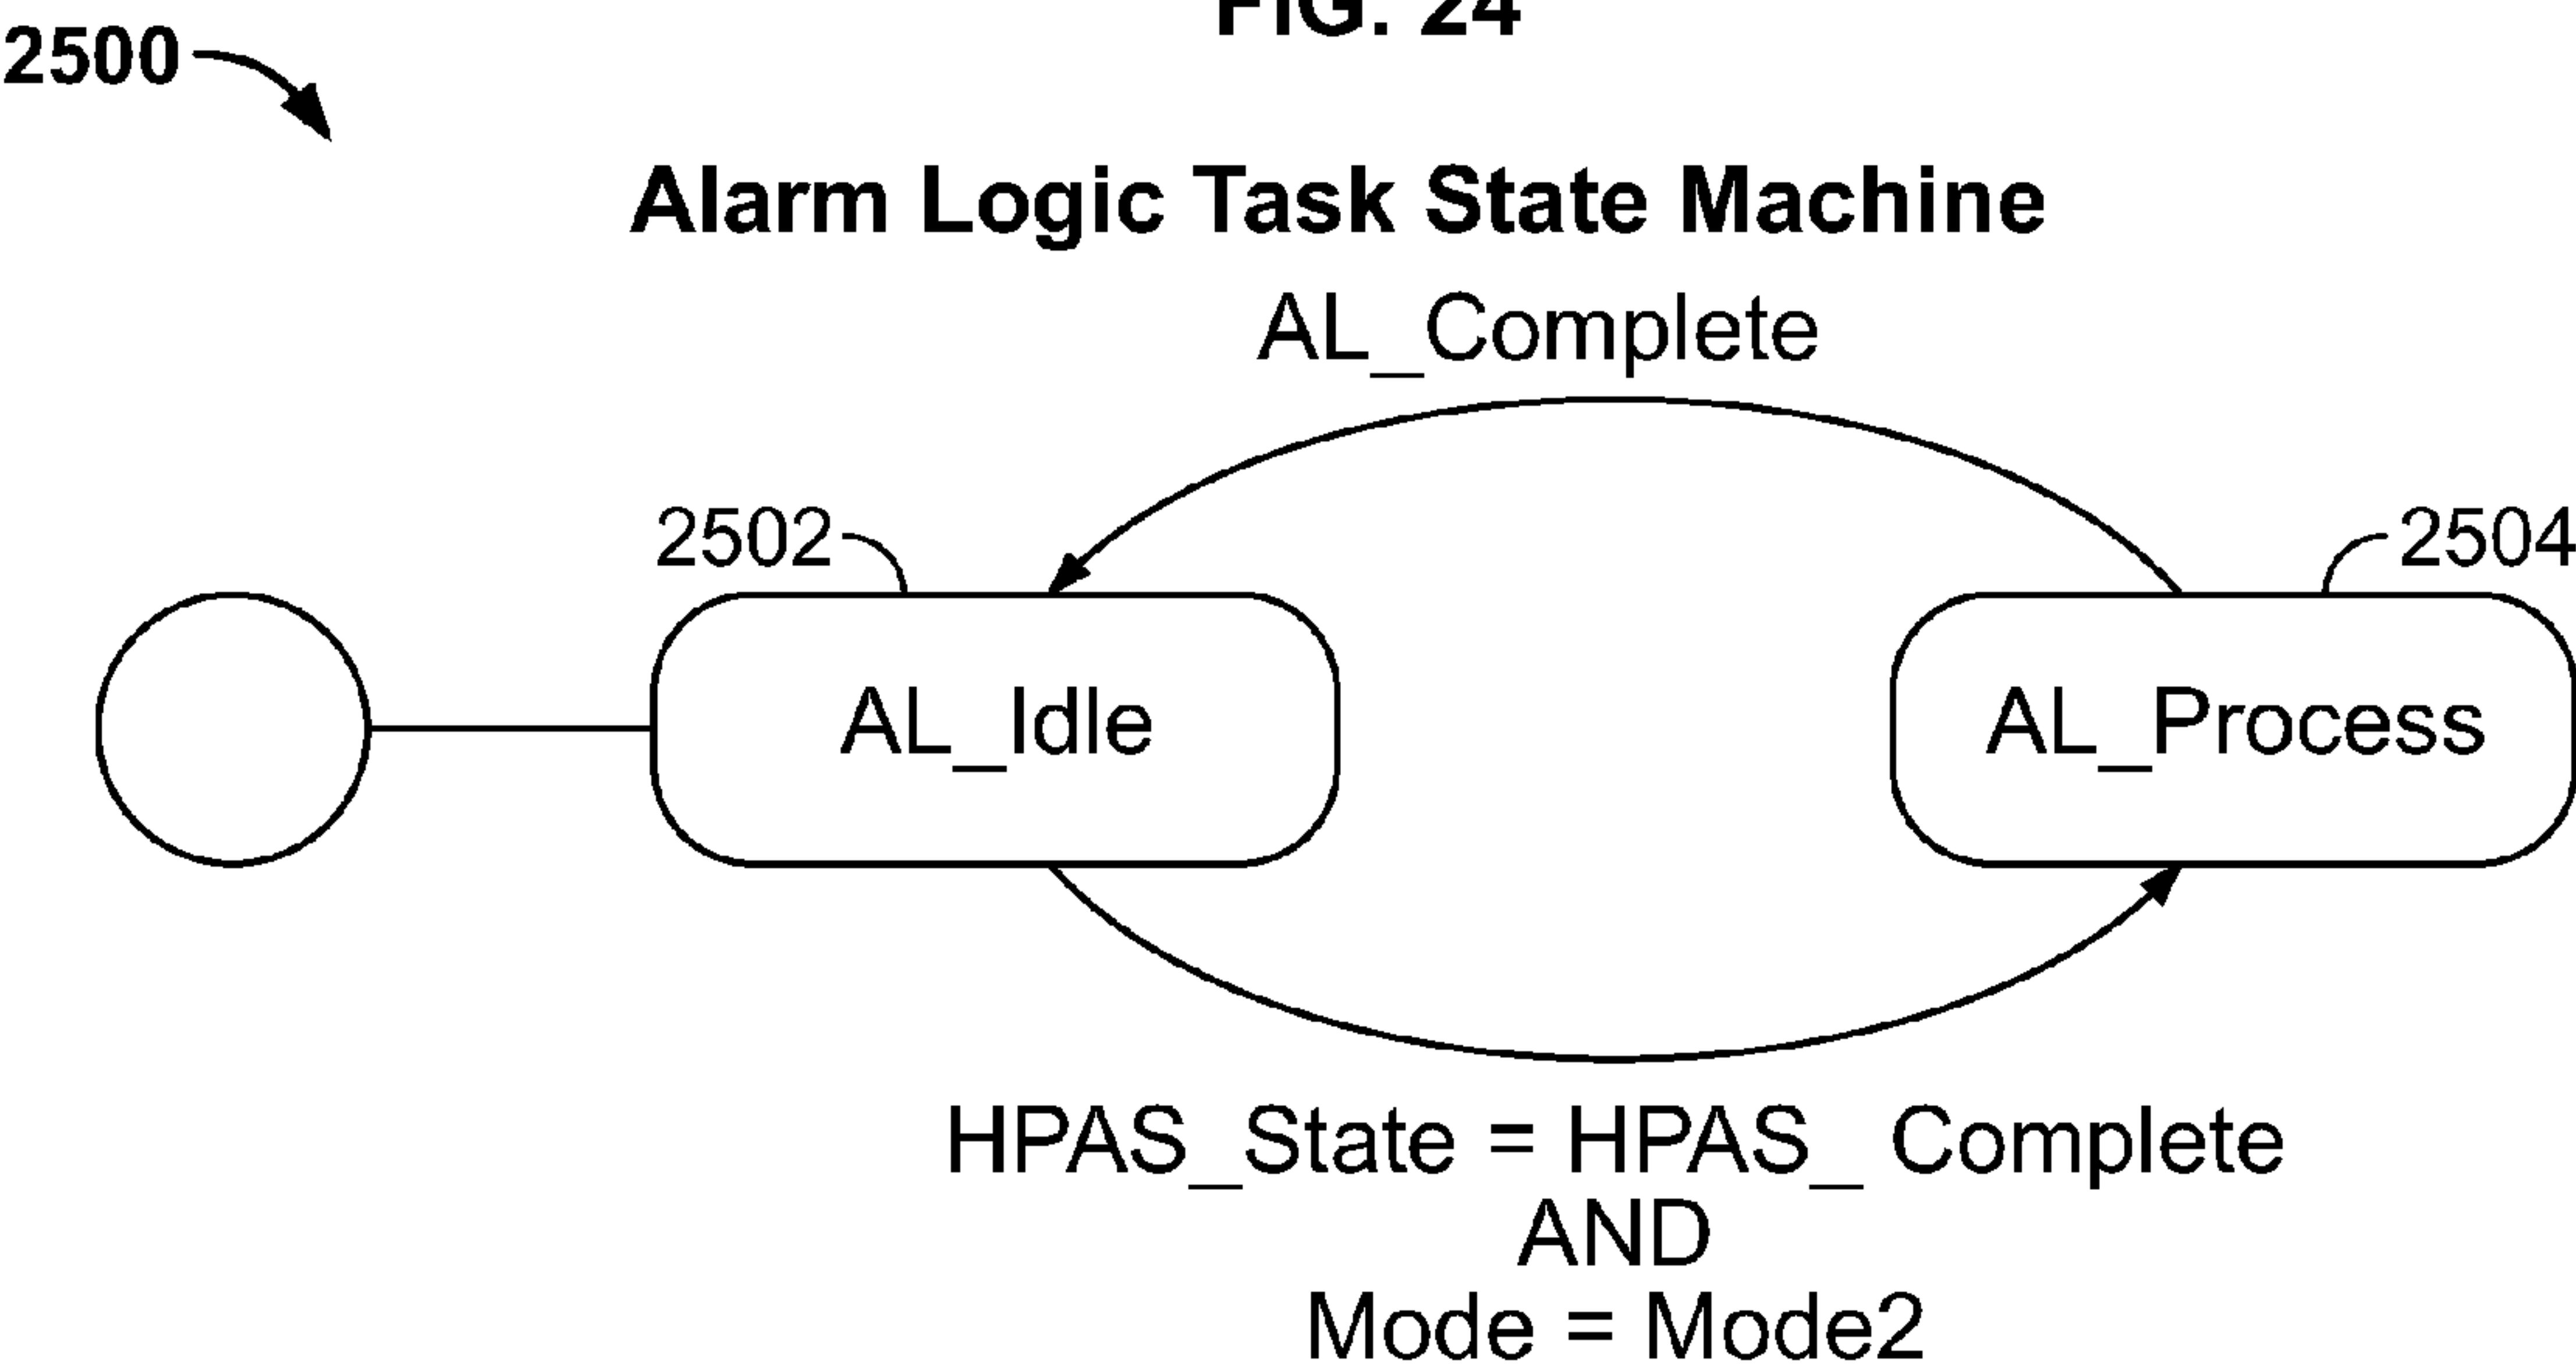 FIG. 24
2500
Alarm Logic Task State Machine
AL_Complete
2502
2504
AL_Idle
AL_Process
HPAS_State = HPAS_ Complete
AND
Mode = Mode2